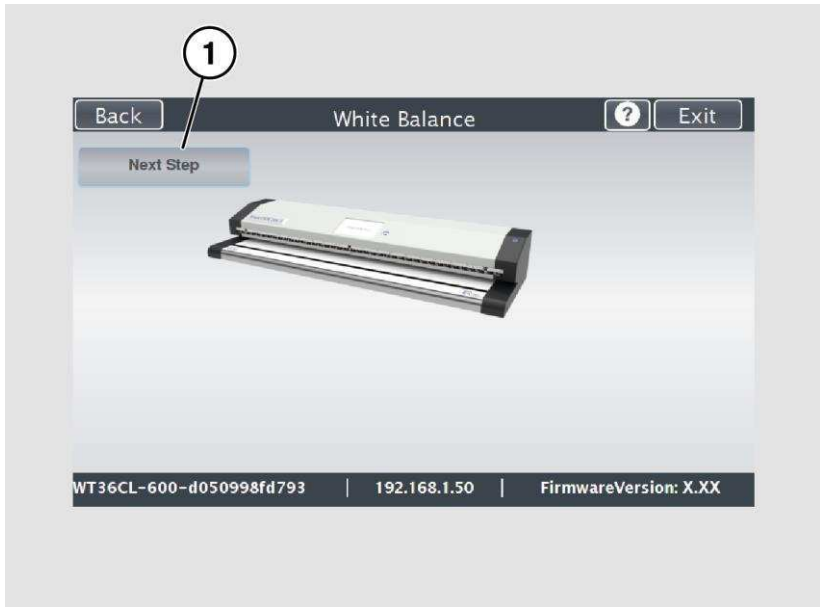 1
Back White Balance ? Exit
Next Step
WT36CL-600-d050998fd793 | 192.168.1.50 | FirmwareVersion: X.XX